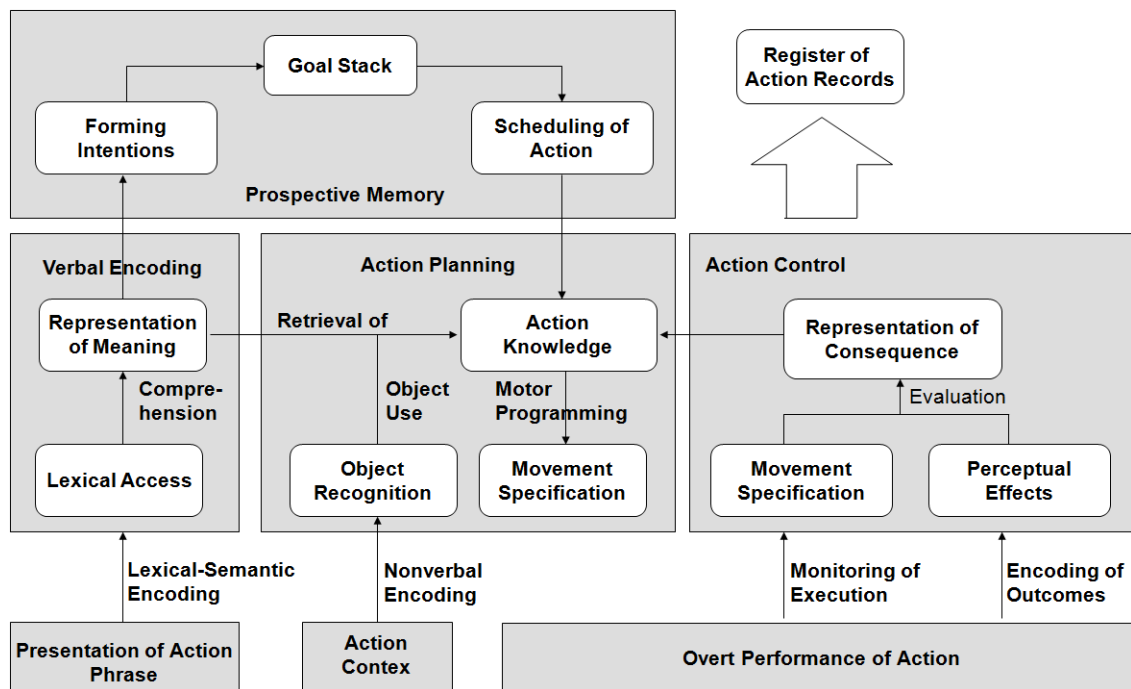 Goal Stack
Register of
Action Records
Forming
Intentions
Scheduling of
Action
Prospective Memory
Verbal Encoding
Action Planning
Action Control
Representation
of Meaning
Retrieval of
Action
Knowledge
Representation of
Consequence
Compre-
hension
Object
Use
Motor
Programming
Evaluation
Lexical Access
Object
Recognition
Movement
Specification
Movement
Specification
Perceptual
Effects
Lexical-Semantic
Encoding
Nonverbal
Encoding
Monitoring of
Execution
Encoding of
Outcomes
Presentation of Action
Phrase
Action
Contex
Overt Performance of Action